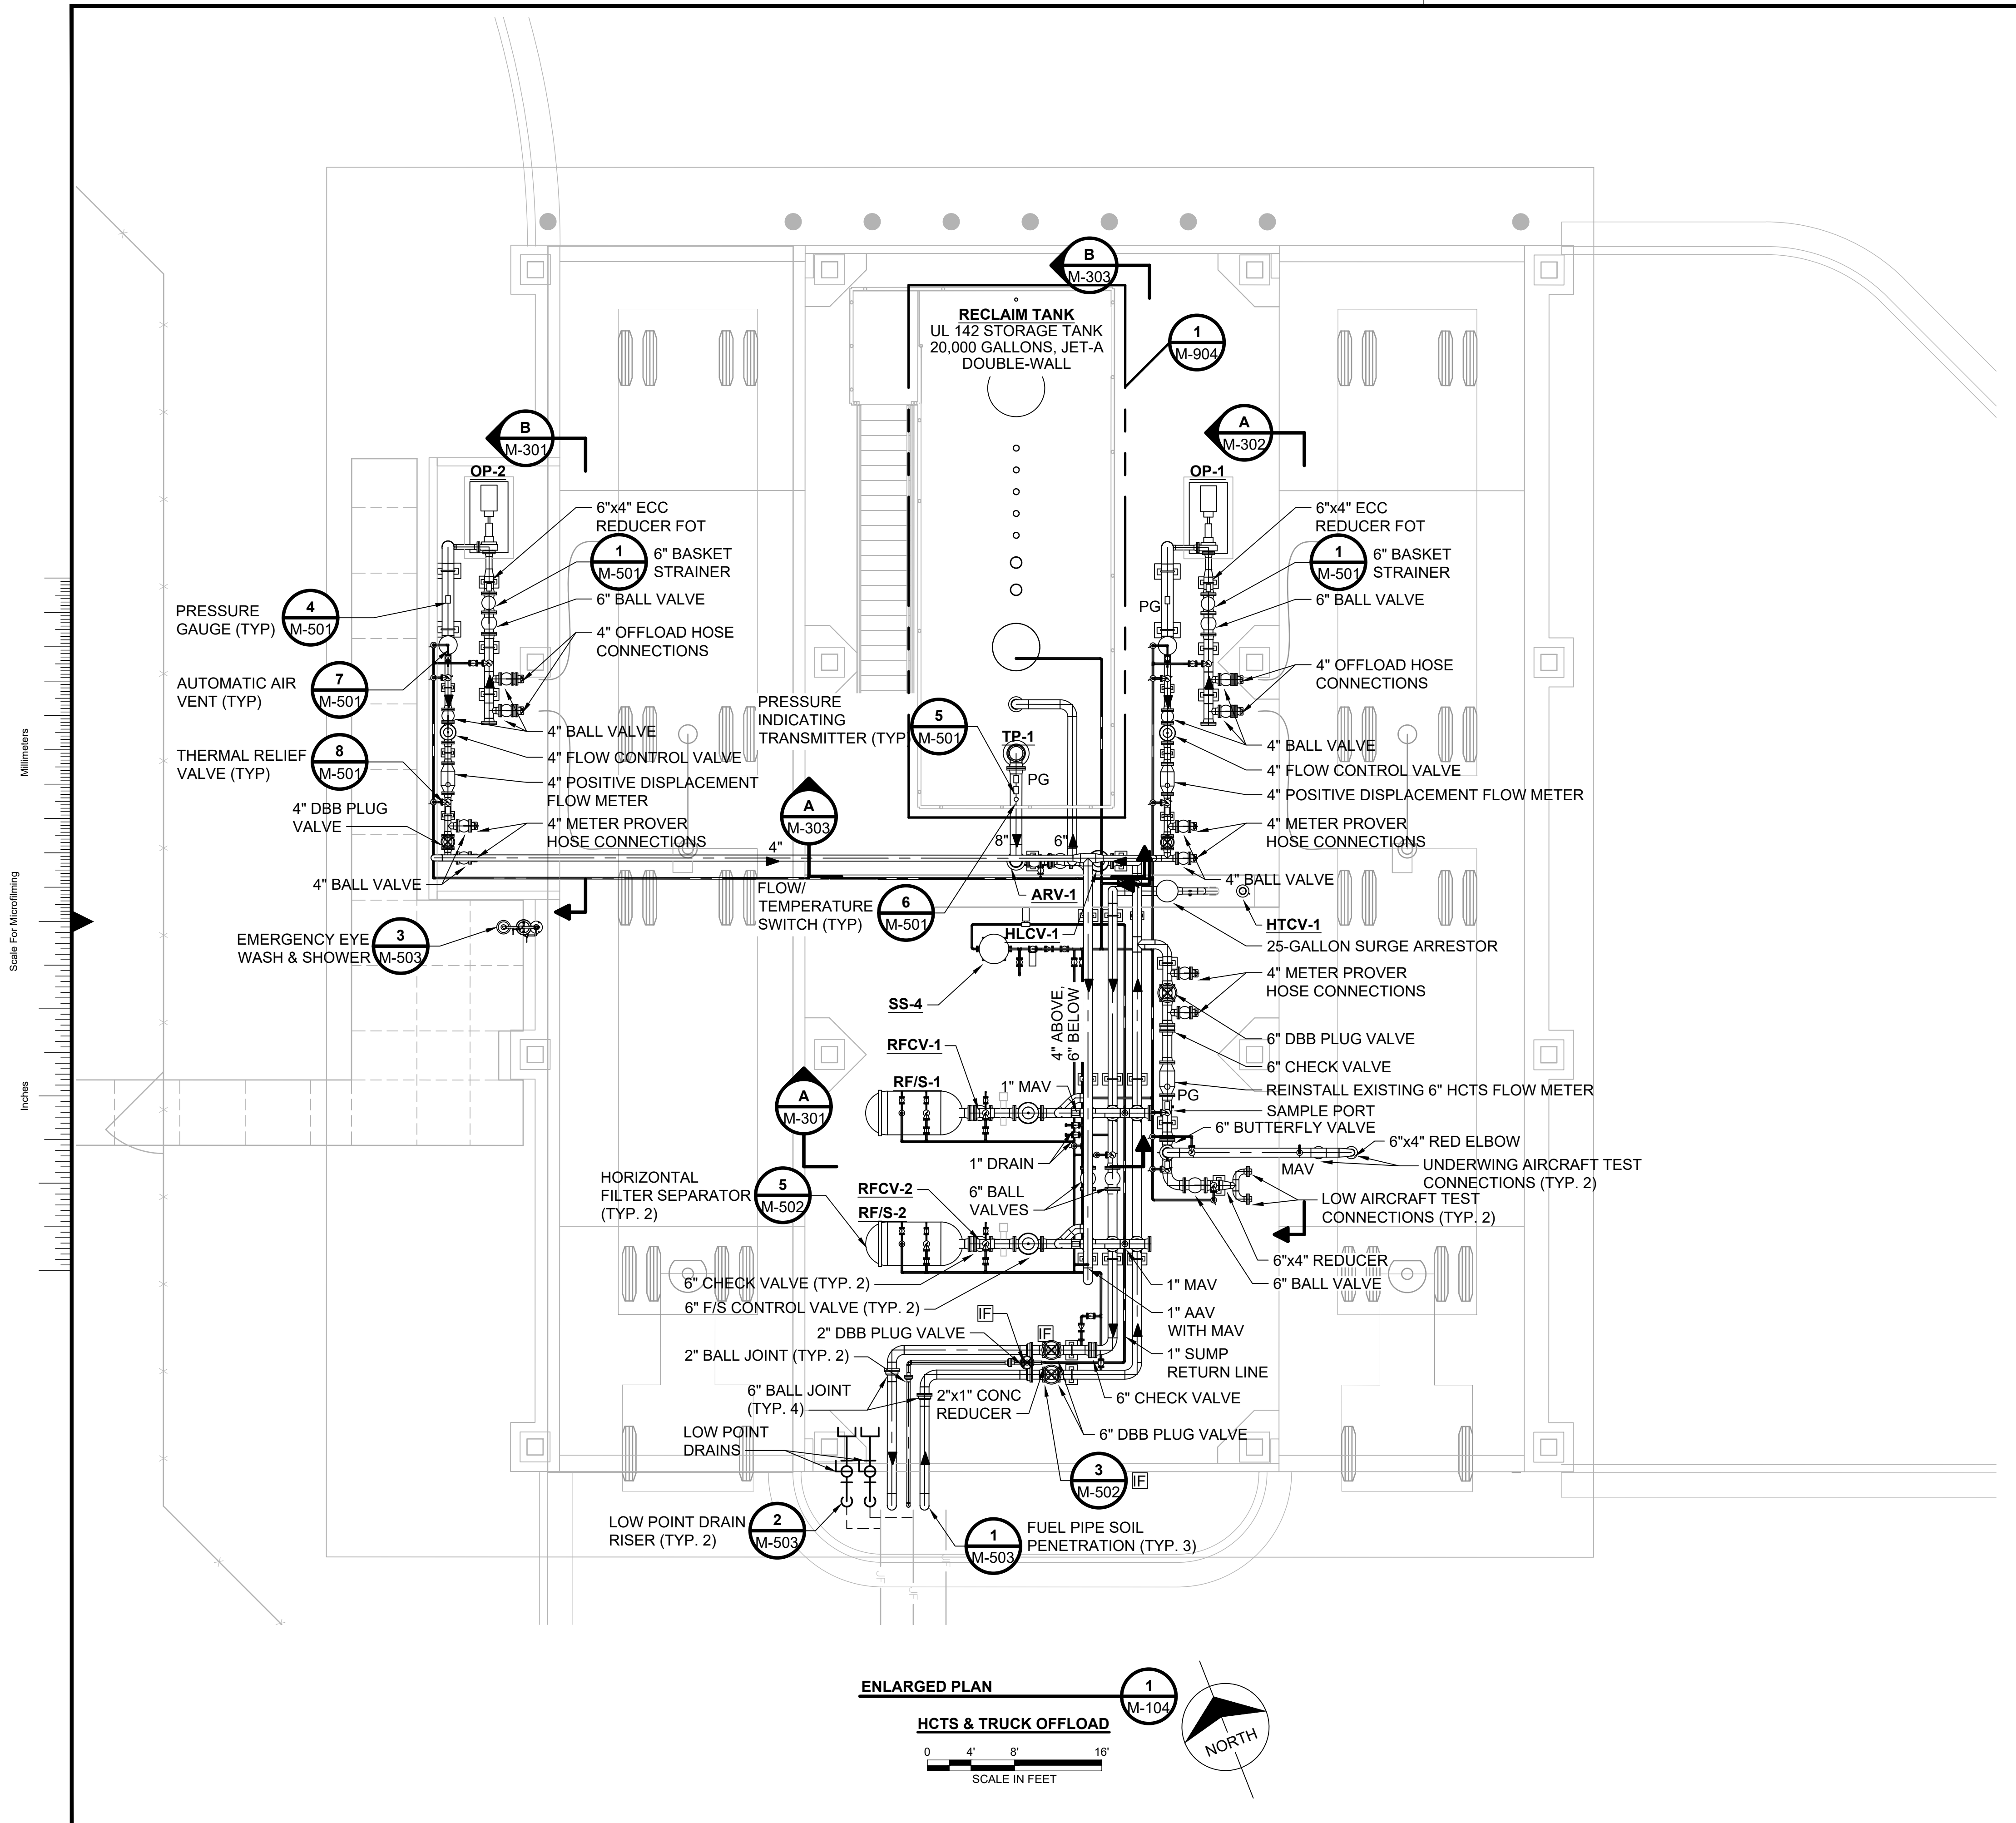 B
M-303
RECLAIM TANK
UL 142 STORAGE TANK
20,000 GALLONS, JET-A
DOUBLE-WALL
1
M-904
B
M-301
A
M-302
OP-2
OP-1
6"x4" ECC
REDUCER FOT
1
M-501
6" BASKET
STRAINER
6" BALL VALVE
4" OFFLOAD HOSE
CONNECTIONS
PRESSURE
GAUGE (TYP)
4
M-501
AUTOMATIC AIR
VENT (TYP)
7
M-501
THERMAL RELIEF
VALVE (TYP)
8
M-501
4" DBB PLUG
VALVE
4" BALL VALVE
4" FLOW CONTROL VALVE
4" POSITIVE DISPLACEMENT
FLOW METER
4" METER PROVER
HOSE CONNECTIONS
4" BALL VALVE
4"
6"x4" ECC
REDUCER FOT
1
M-501
6" BASKET
STRAINER
PG
6" BALL VALVE
4" OFFLOAD HOSE
CONNECTIONS
4" BALL VALVE
4" FLOW CONTROL VALVE
4" POSITIVE DISPLACEMENT FLOW METER
4" METER PROVER
HOSE CONNECTIONS
4" BALL VALVE
PRESSURE
INDICATING
TRANSMITTER (TYP
5
M-501
TP-1
PG
A
M-303
8"
6"
FLOW/
TEMPERATURE
SWITCH (TYP)
6
M-501
ARV-1
HLCV-1
HTCV-1
25-GALLON SURGE ARRESTOR
EMERGENCY EYE
WASH & SHOWER
3
M-503
SS-4
4" ABOVE,
6" BELOW
4" METER PROVER
HOSE CONNECTIONS
6" DBB PLUG VALVE
6" CHECK VALVE
REINSTALL EXISTING 6" HCTS FLOW METER
PG
SAMPLE PORT
6" BUTTERFLY VALVE
6"x4" RED ELBOW
MAV
UNDERWING AIRCRAFT TEST
CONNECTIONS (TYP. 2)
LOW AIRCRAFT TEST
CONNECTIONS (TYP. 2)
6"x4" REDUCER
6" BALL VALVE
RFCV-1
RF/S-1
1" MAV
A
M-301
1" DRAIN
HORIZONTAL
FILTER SEPARATOR
(TYP. 2)
5
M-502
RFCV-2
RF/S-2
6" BALL
VALVES
6" CHECK VALVE (TYP. 2)
6" F/S CONTROL VALVE (TYP. 2)
1" MAV
1" AAV
WITH MAV
1" SUMP
RETURN LINE
IF
IF
2" DBB PLUG VALVE
2" BALL JOINT (TYP. 2)
6" BALL JOINT
(TYP. 4)
2"x1" CONC
REDUCER
6" CHECK VALVE
6" DBB PLUG VALVE
LOW POINT
DRAINS
3
M-502
IF
LOW POINT DRAIN
RISER (TYP. 2)
2
M-503
1
M-503
FUEL PIPE SOIL
PENETRATION (TYP. 3)
JF
JF
JF
ENLARGED PLAN
1
M-104
HCTS & TRUCK OFFLOAD
NORTH
0 4' 8' 16'
SCALE IN FEET
Millimeters
Scale For Microfilming
Inches